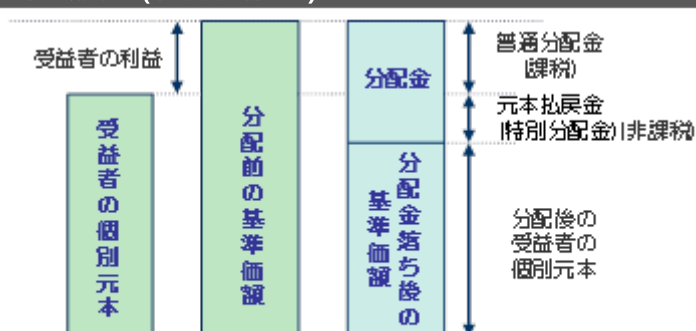 受益者の利益
受益者の個別元本
分配前の基準価額
分配金
分配金落ち後の
基準価額
普通分配金
(課税)
元本払戻金
(特別分配金)(非課税)
分配後の
受益者の
個別元本